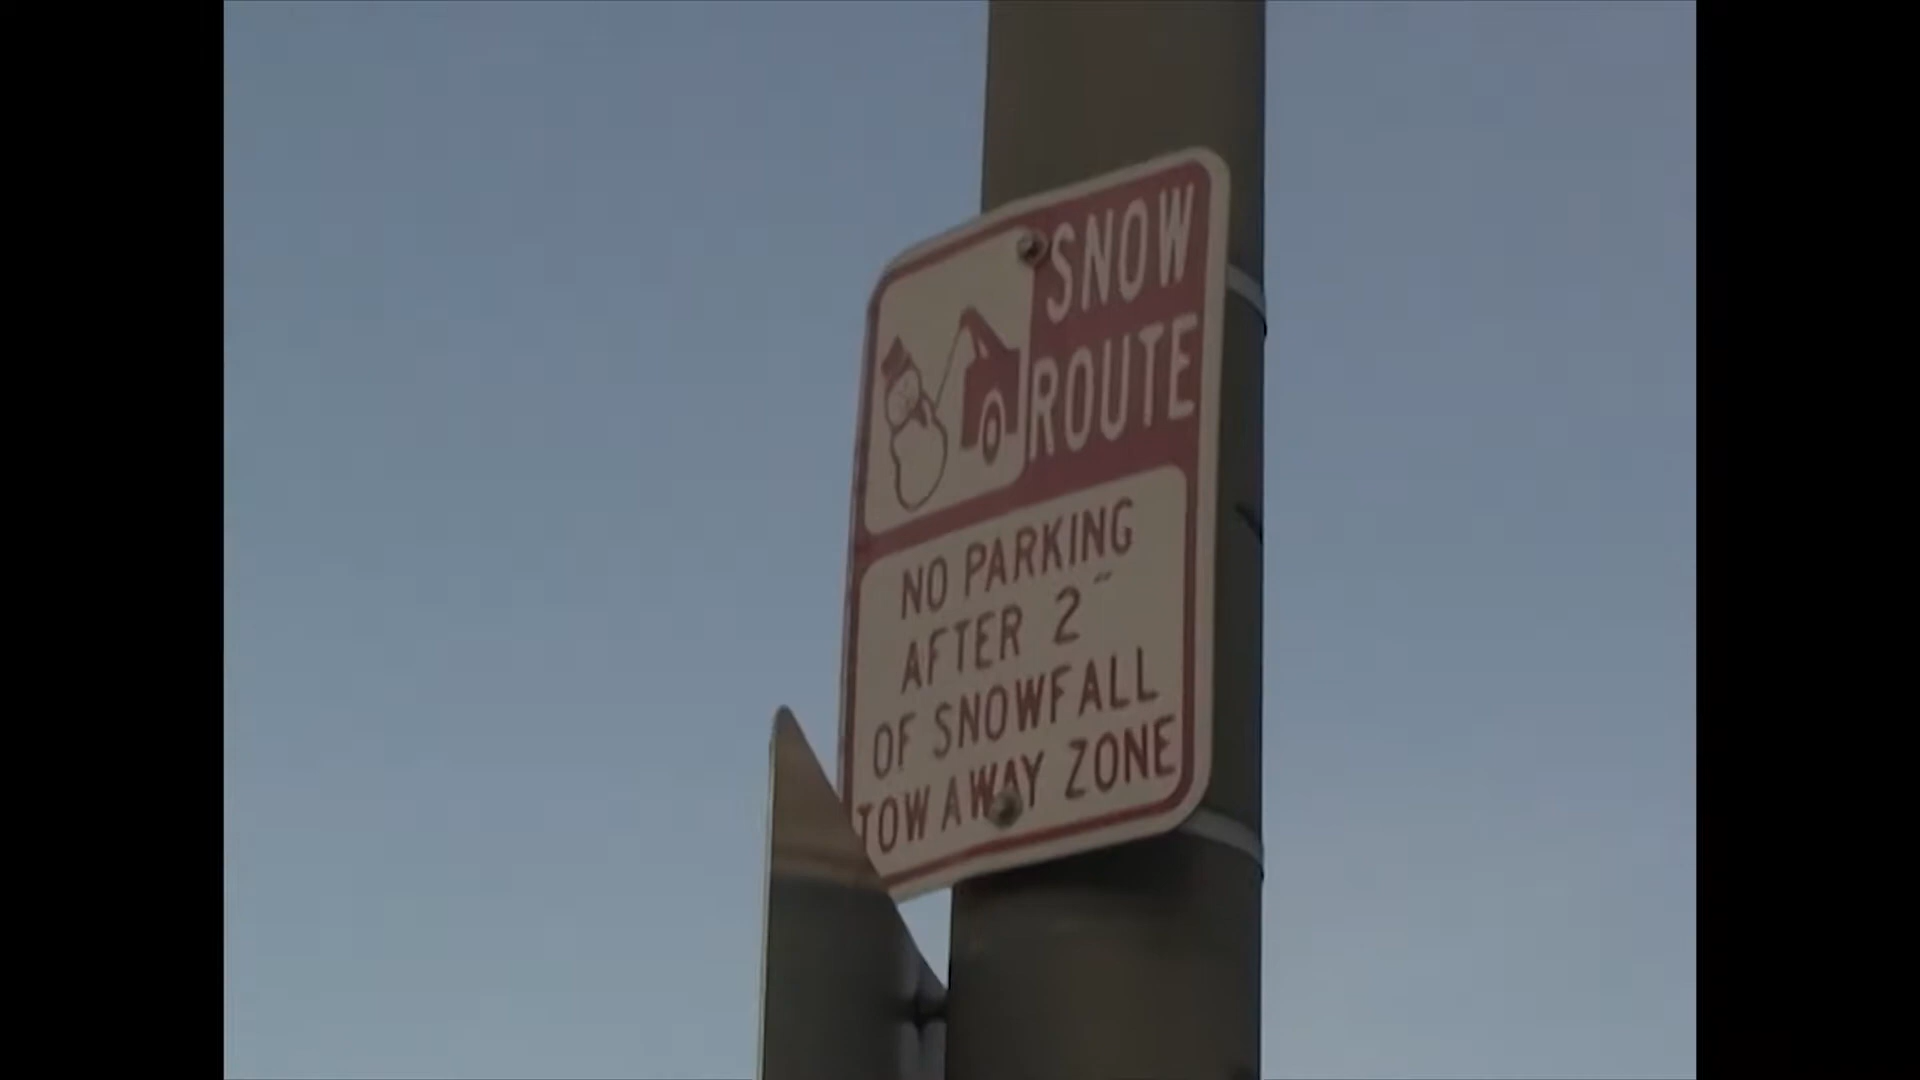 SNOW
ROUTE
NO PARKING
AFTER 2"
OF SNOWFALL
TOW AWAY ZONE